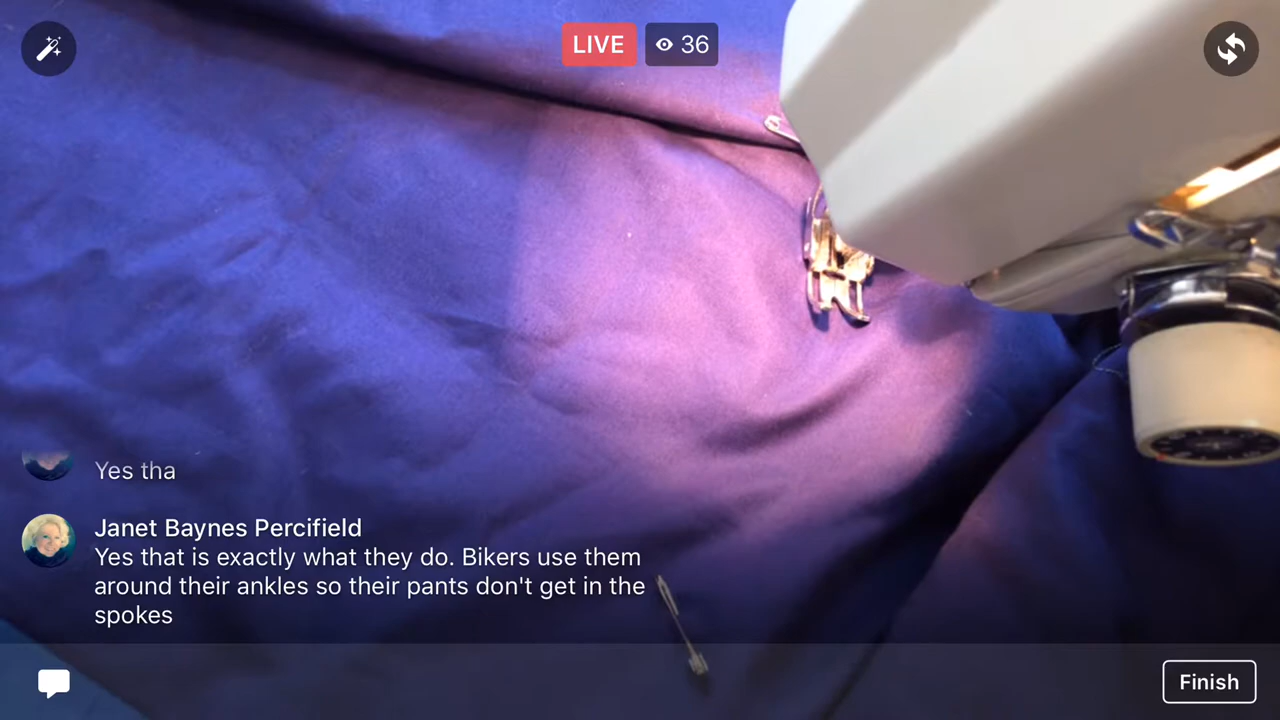 LIVE 36
Yes tha
Janet Baynes Percifield
Yes that is exactly what they do. Bikers use them
around their ankles so their pants don't get in the
spokes
Finish